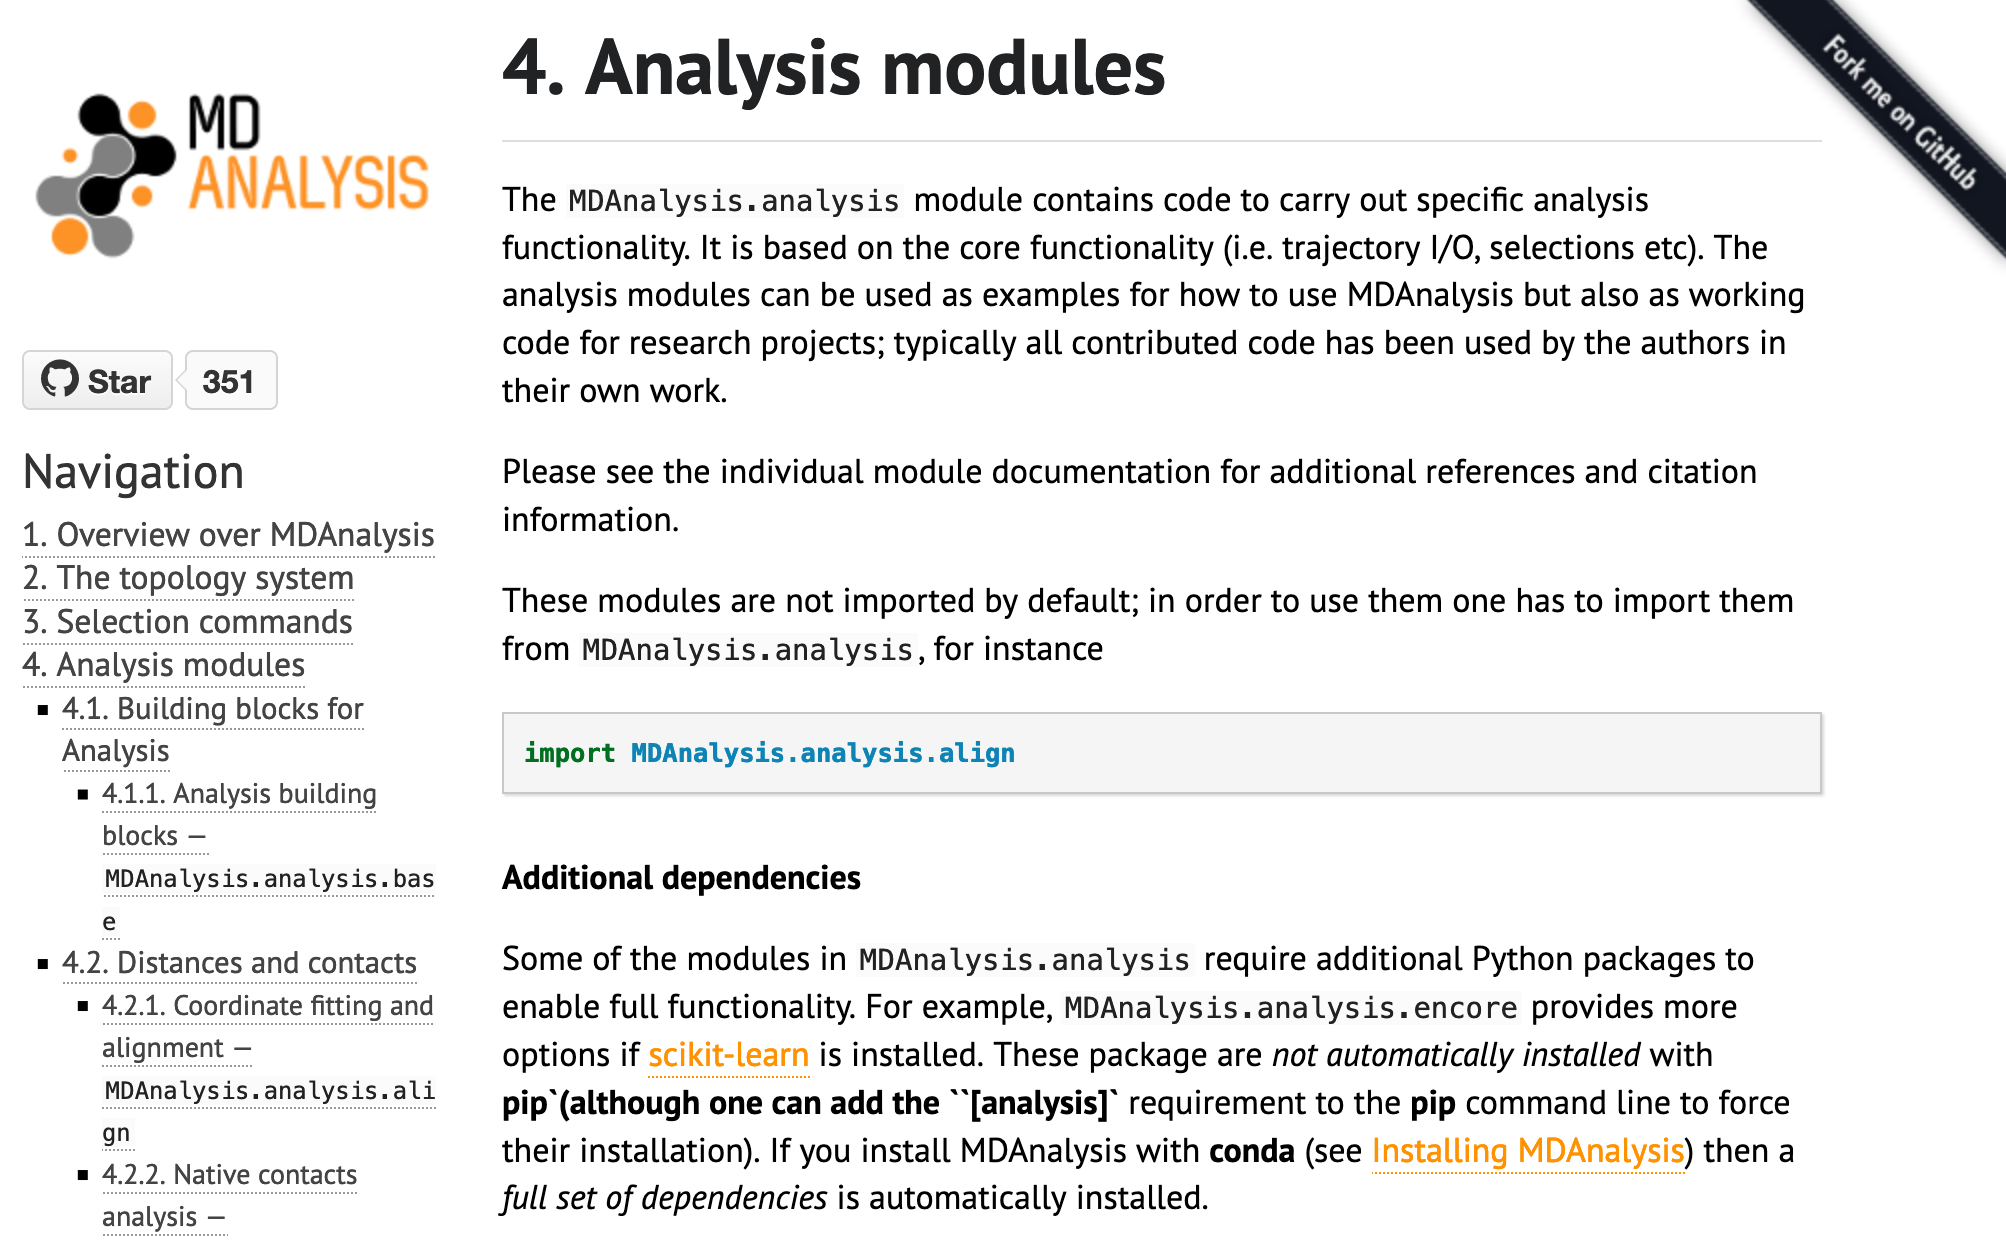 MD
ANALYSIS
Star
351
Navigation
1. Overview over MDAnalysis
2. The topology system
3. Selection commands
4. Analysis modules
4.1. Building blocks for
Analysis
4.1.1. Analysis building
blocks —
MDAnalysis.analysis.bas
e
4.2. Distances and contacts
4.2.1. Coordinate fitting and
alignment —
MDAnalysis.analysis.ali
gn
4.2.2. Native contacts
analysis —
4. Analysis modules
The MDAnalysis.analysis module contains code to carry out specific analysis
functionality. It is based on the core functionality (i.e. trajectory I/O, selections etc). The
analysis modules can be used as examples for how to use MDAnalysis but also as working
code for research projects; typically all contributed code has been used by the authors in
their own work.
Please see the individual module documentation for additional references and citation
information.
These modules are not imported by default; in order to use them one has to import them
from MDAnalysis.analysis, for instance
import MDAnalysis.analysis.align
Additional dependencies
Some of the modules in MDAnalysis.analysis require additional Python packages to
enable full functionality. For example, MDAnalysis.analysis.encore provides more
options if scikit-learn is installed. These package are not automatically installed with
pip`(although one can add the ``[analysis]` requirement to the pip command line to force
their installation). If you install MDAnalysis with conda (see Installing MDAnalysis) then a
full set of dependencies is automatically installed.
Fork me on GitHub